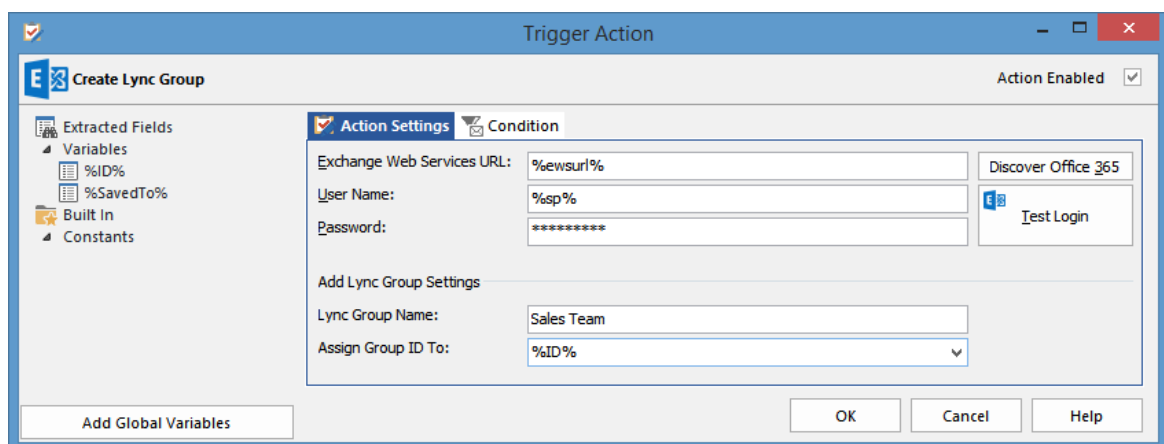 Trigger Action
Create Lync Group
Action Enabled
Extracted Fields
Variables
%ID%
%SavedTo%
Built In
Constants
Action Settings
Condition
Exchange Web Services URL: %ewsurl%
Discover Office 365
User Name: %sp%
Test Login
Password: *********
Add Lync Group Settings
Lync Group Name: Sales Team
Assign Group ID To: %ID%
Add Global Variables
OK
Cancel
Help